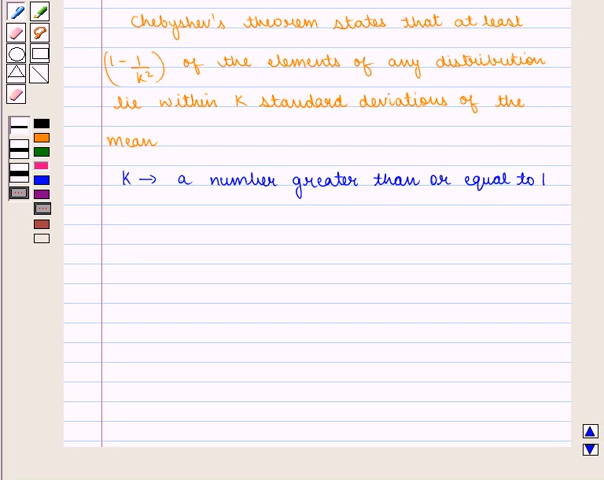 Chebyshev's theorem states that at least
(1 - 1/k²) of the elements of any distribution
lie within K standard deviations of the
mean
K → a number greater than or equal to 1